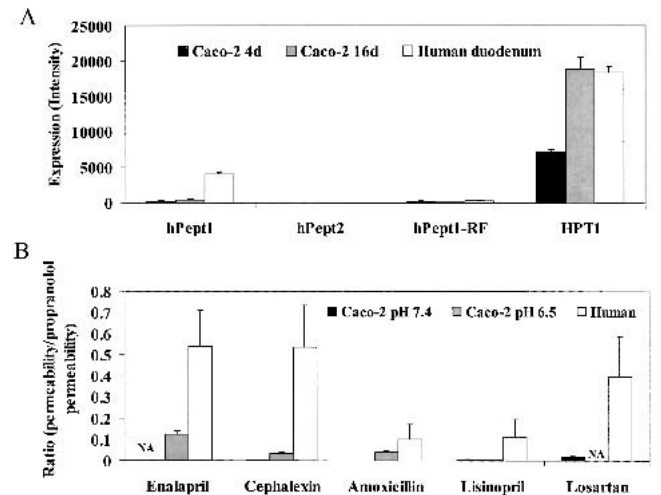 A
Expression (Intensity)
25000
20000
15000
10000
5000
0
Caco-2 4d Caco-2 16d Human duodenum
hPept1 hPept2 hPept1-RF HPT1
B
Ratio (permeability/propranolol
permeability)
0.8
0.7
0.6
0.5
0.4
0.3
0.2
0.1
0
Caco-2 pH 7.4 Caco-2 pH 6.5 Human
NA
NA
Enalapril Cephalexin Amoxicillin Lisinopril Losartan